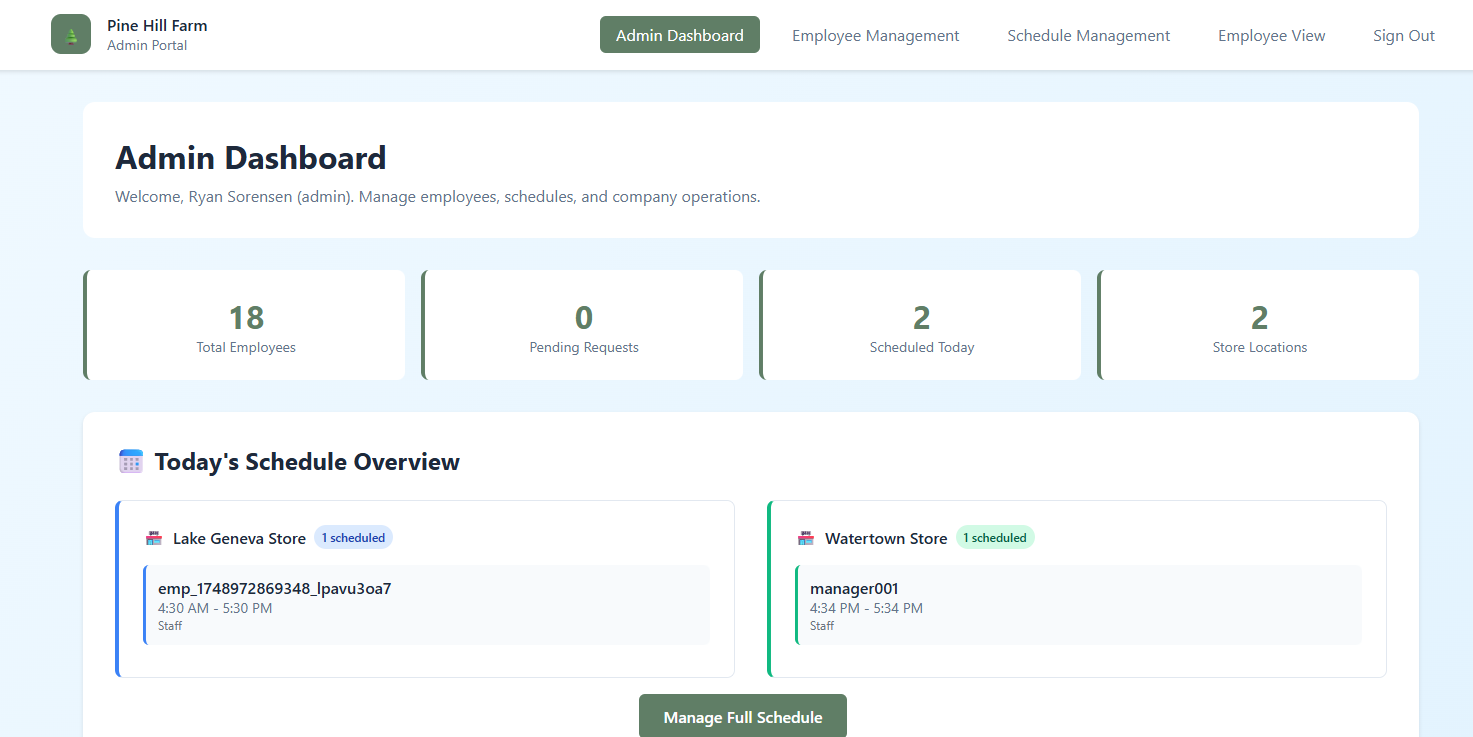 Pine Hill Farm
Admin Portal
Admin Dashboard
Employee Management
Schedule Management
Employee View
Sign Out
Admin Dashboard
Welcome, Ryan Sorensen (admin). Manage employees, schedules, and company operations.
18
Total Employees
0
Pending Requests
2
Scheduled Today
2
Store Locations
Today's Schedule Overview
Lake Geneva Store
1 scheduled
emp_1748972869348_lpavu3oa7
4:30 AM - 5:30 PM
Staff
Watertown Store
1 scheduled
manager001
4:34 PM - 5:34 PM
Staff
Manage Full Schedule